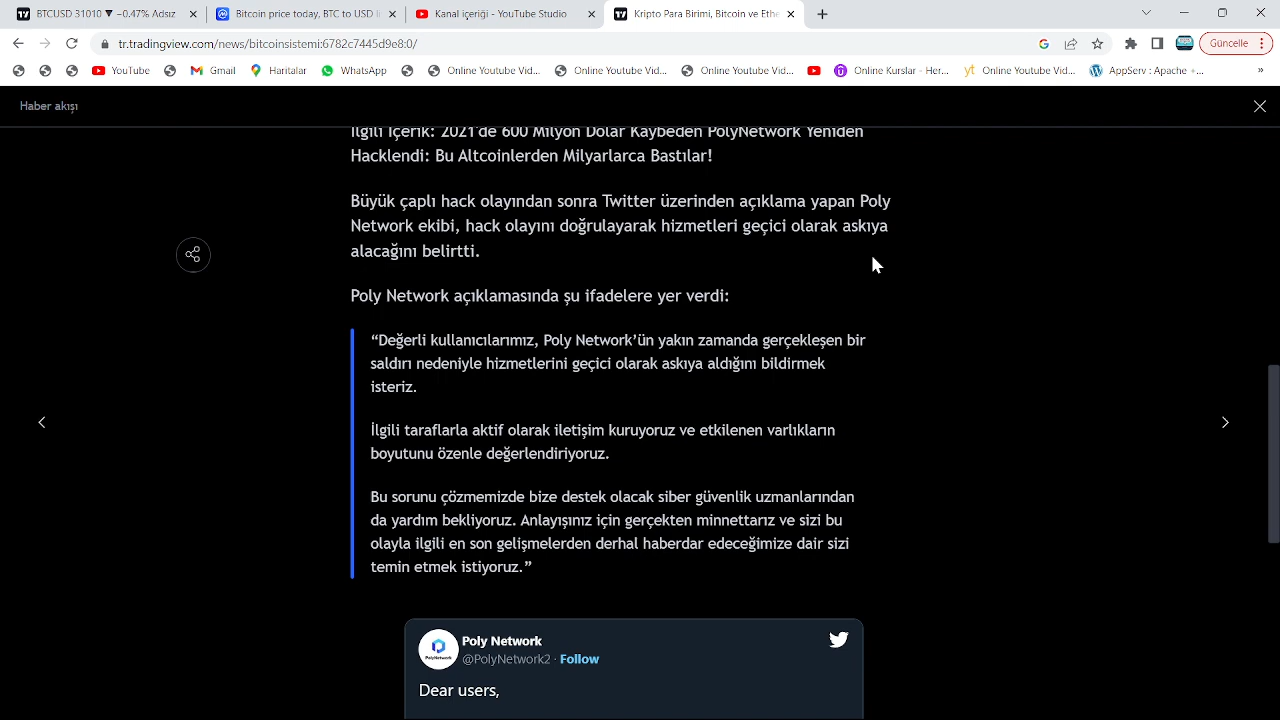 BTCUSD 31010 ▼ −0.47% Adsız
Bitcoin price today, BTC to USD li
Kanal içeriği - YouTube Studio
Kripto Para Birimi, Bitcoin ve Ethe
tr.tradingview.com/news/bitcoinsistemi:6782c7445d9e8:0/
Güncelle
YouTube
Gmail
Haritalar
WhatsApp
Online Youtube Vid...
Online Youtube Vid...
Online Youtube Vid...
Online Kurslar - Her...
yt Online Youtube Vid...
AppServ : Apache +...
»
Haber akışı
İlgili İçerik: 2021'de 600 Milyon Dolar Kaybeden PolyNetwork Yeniden
Hacklendi: Bu Altcoinlerden Milyarlarca Bastılar!
Büyük çaplı hack olayından sonra Twitter üzerinden açıklama yapan Poly
Network ekibi, hack olayını doğrulayarak hizmetleri geçici olarak askıya
alacağını belirtti.
Poly Network açıklamasında şu ifadelere yer verdi:
“Değerli kullanıcılarımız, Poly Network’ün yakın zamanda gerçekleşen bir
saldırı nedeniyle hizmetlerini geçici olarak askıya aldığını bildirmek
isteriz.
İlgili taraflarla aktif olarak iletişim kuruyoruz ve etkilenen varlıkların
boyutunu özenle değerlendiriyoruz.
Bu sorunu çözmemizde bize destek olacak siber güvenlik uzmanlarından
da yardım bekliyoruz. Anlayışınız için gerçekten minnettarız ve sizi bu
olayla ilgili en son gelişmelerden derhal haberdar edeceğimize dair sizi
temin etmek istiyoruz.”
Poly Network
@PolyNetwork2 · Follow
PolyNetwork
Dear users,